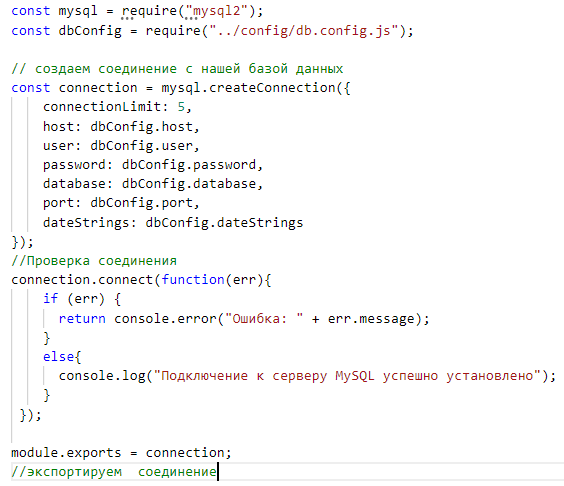 const mysql = require("mysql2");
const dbConfig = require("../config/db.config.js");

// создаем соединение с нашей базой данных
const connection = mysql.createConnection({
    connectionLimit: 5,
    host: dbConfig.host,
    user: dbConfig.user,
    password: dbConfig.password,
    database: dbConfig.database,
    port: dbConfig.port,
    dateStrings: dbConfig.dateStrings
});
//Проверка соединения
connection.connect(function(err){
    if (err) {
      return console.error("Ошибка: " + err.message);
    }
    else{
      console.log("Подключение к серверу MySQL успешно установлено");
    }
 });

module.exports = connection;
//экспортируем  соединение